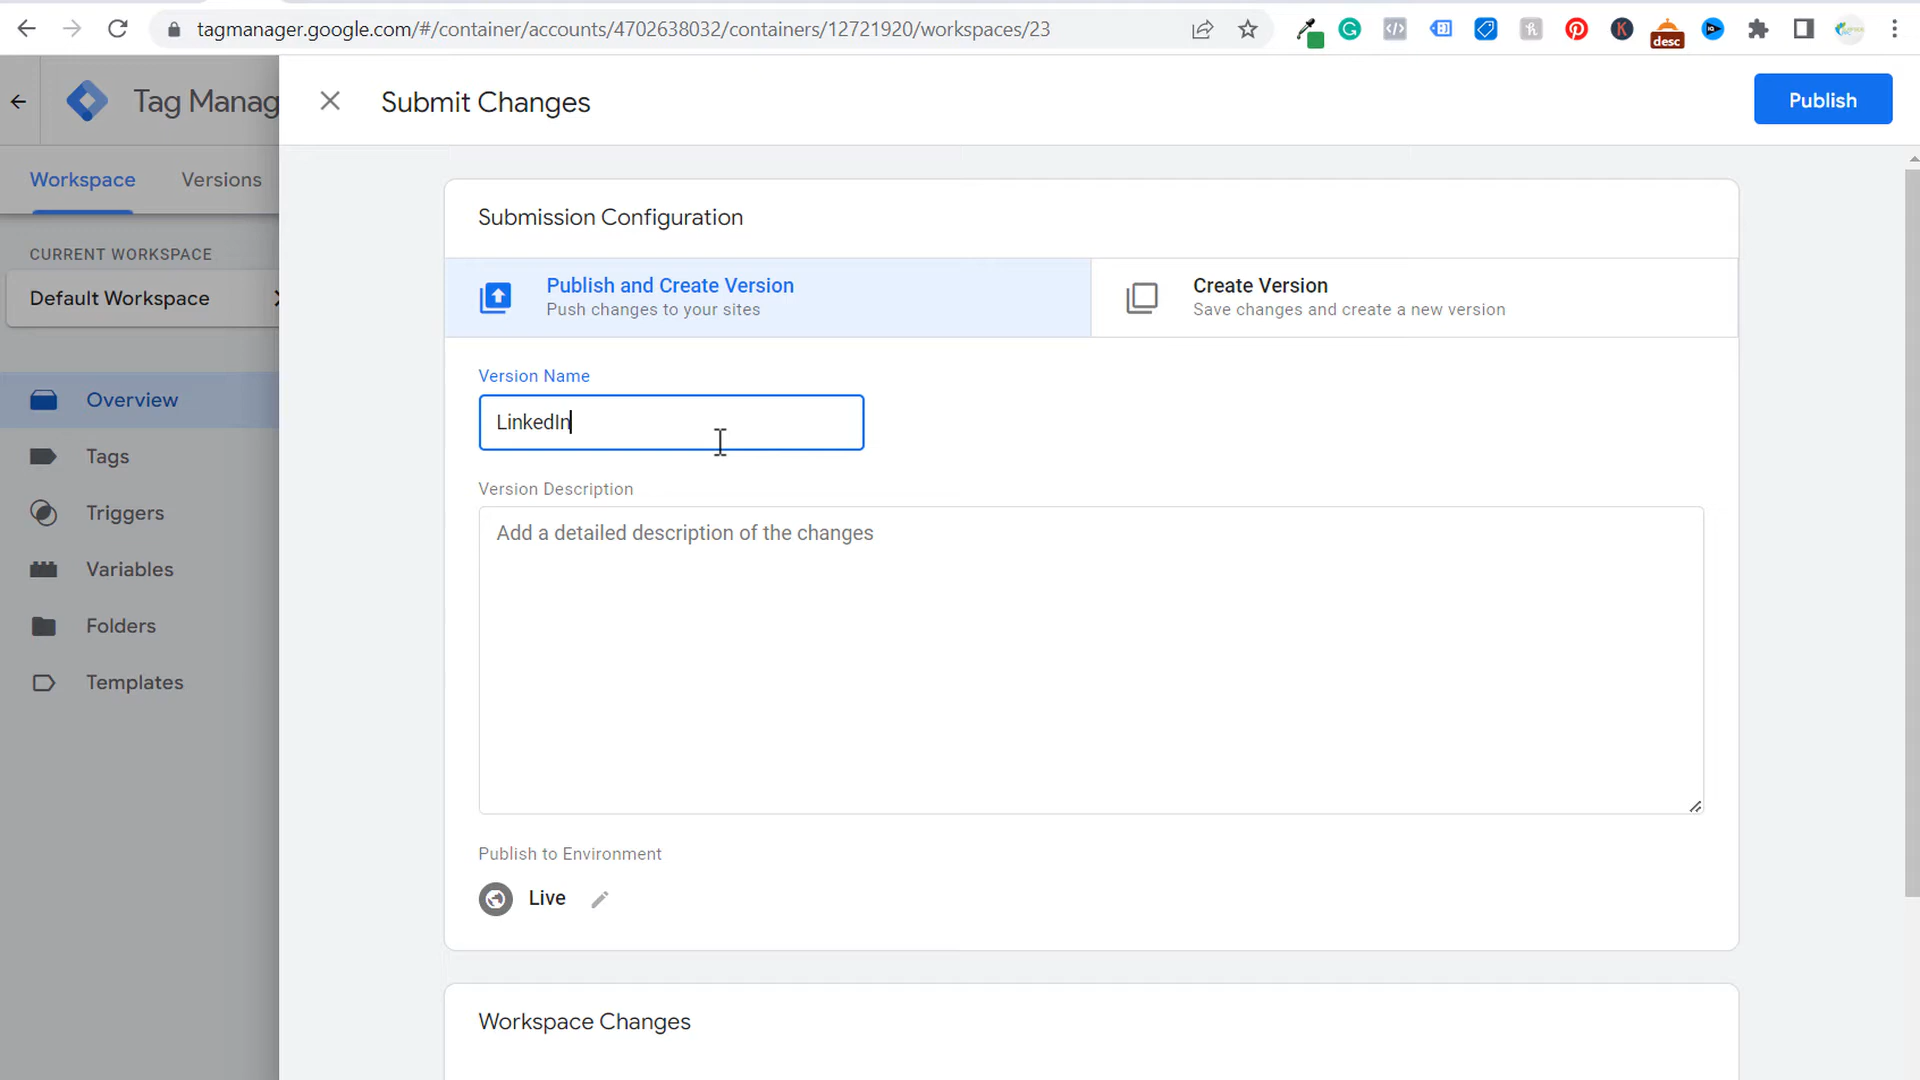 tagmanager.google.com/#/container/accounts/4702638032/containers/12721920/workspaces/23
desc
Tag Manag
Submit Changes
Publish
Workspace
Versions
Submission Configuration
CURRENT WORKSPACE
Default Workspace
Publish and Create Version
Push changes to your sites
Create Version
Save changes and create a new version
Version Name
LinkedIn
Overview
Tags
Triggers
Variables
Folders
Templates
Version Description
Add a detailed description of the changes
Publish to Environment
Live
Workspace Changes